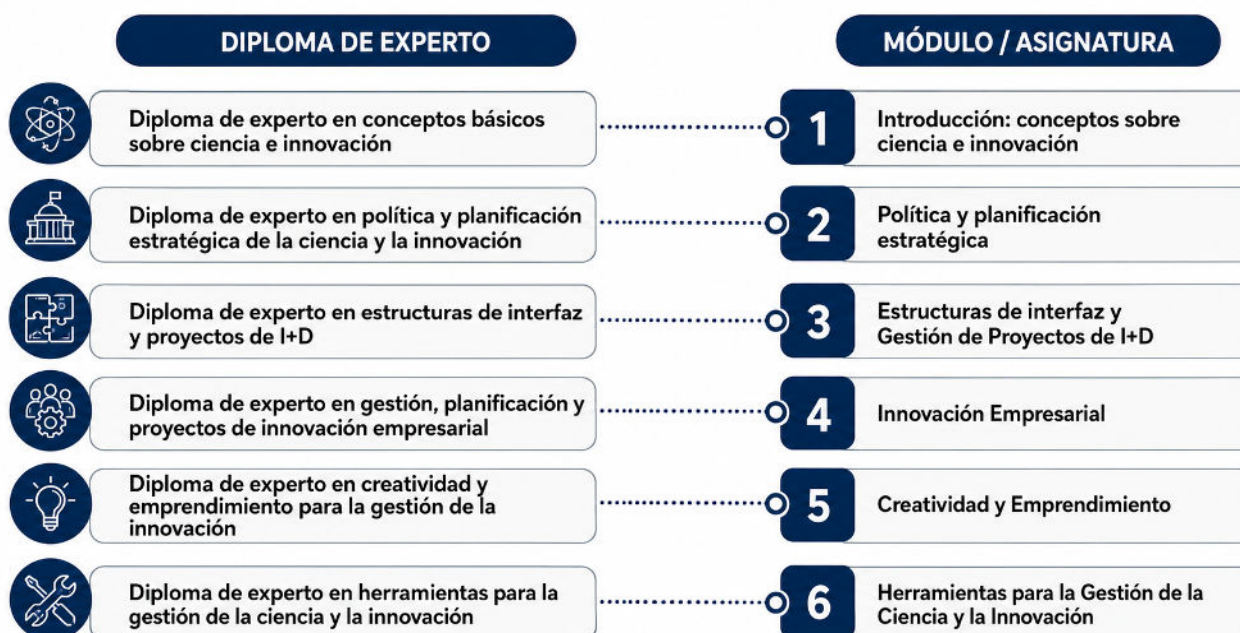 DIPLOMA DE EXPERTO
MÓDULO / ASIGNATURA
Diploma de experto en conceptos básicos
sobre ciencia e innovación
1
Introducción: conceptos sobre
ciencia e innovación
Diploma de experto en política y planificación
estratégica de la ciencia y la innovación
2
Política y planificación
estratégica
Diploma de experto en estructuras de interfaz
y proyectos de I+D
3
Estructuras de interfaz y
Gestión de Proyectos de I+D
Diploma de experto en gestión, planificación y
proyectos de innovación empresarial
4
Innovación Empresarial
Diploma de experto en creatividad y
emprendimiento para la gestión de la
innovación
5
Creatividad y Emprendimiento
Diploma de experto en herramientas para la
gestión de la ciencia y la innovación
6
Herramientas para la Gestión de la
Ciencia y la Innovación